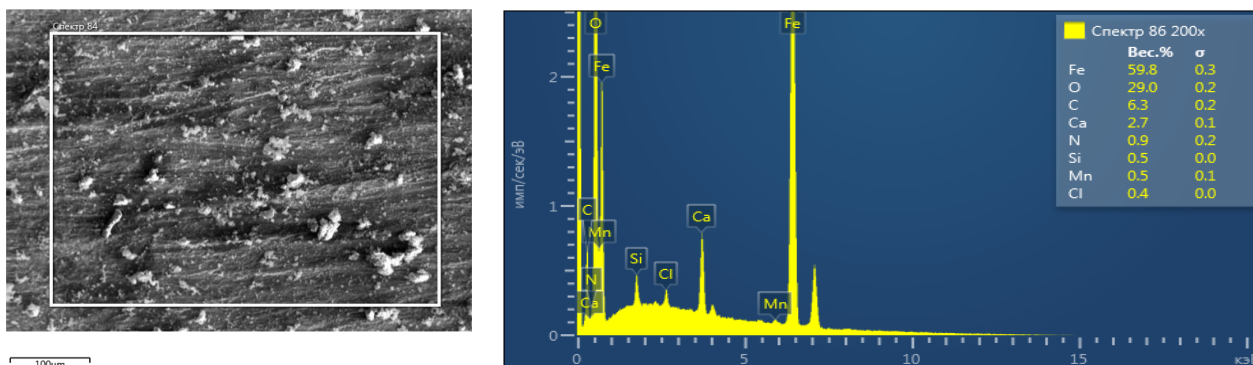 Спектр 84
100µm
O
Fe
Fe
C
Mn
N
Ca
Si
Cl
Ca
Mn
2
1
0
имп/сек/эВ
0 5 10 15 кэВ
Спектр 86 200x
Вес.% σ
Fe 59.8 0.3
O 29.0 0.2
C 6.3 0.2
Ca 2.7 0.1
N 0.9 0.2
Si 0.5 0.0
Mn 0.5 0.1
Cl 0.4 0.0